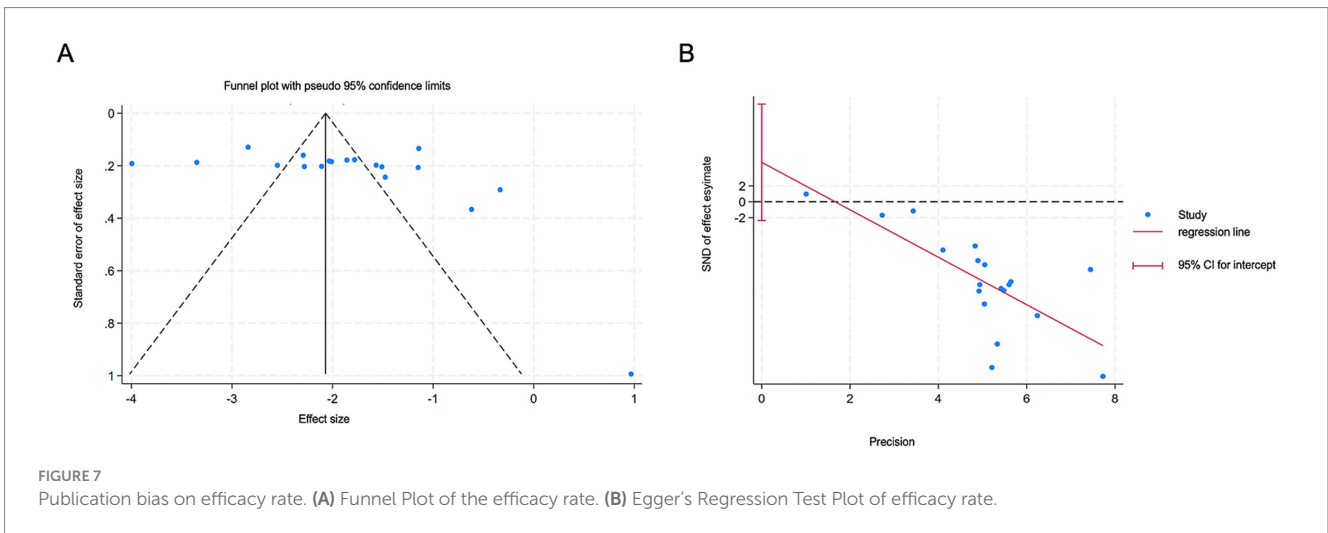 A
Funnel plot with pseudo 95% confidence limits
Standard error of effect size
0
.2
.4
.6
.8
1
-4
-3
-2
-1
0
1
Effect size
B
SND of effect esyimate
2
0
-2
0
2
4
6
8
Precision
Study
regression line
95% CI for intercept
FIGURE 7
Publication bias on efficacy rate. (A) Funnel Plot of the efficacy rate. (B) Egger’s Regression Test Plot of efficacy rate.